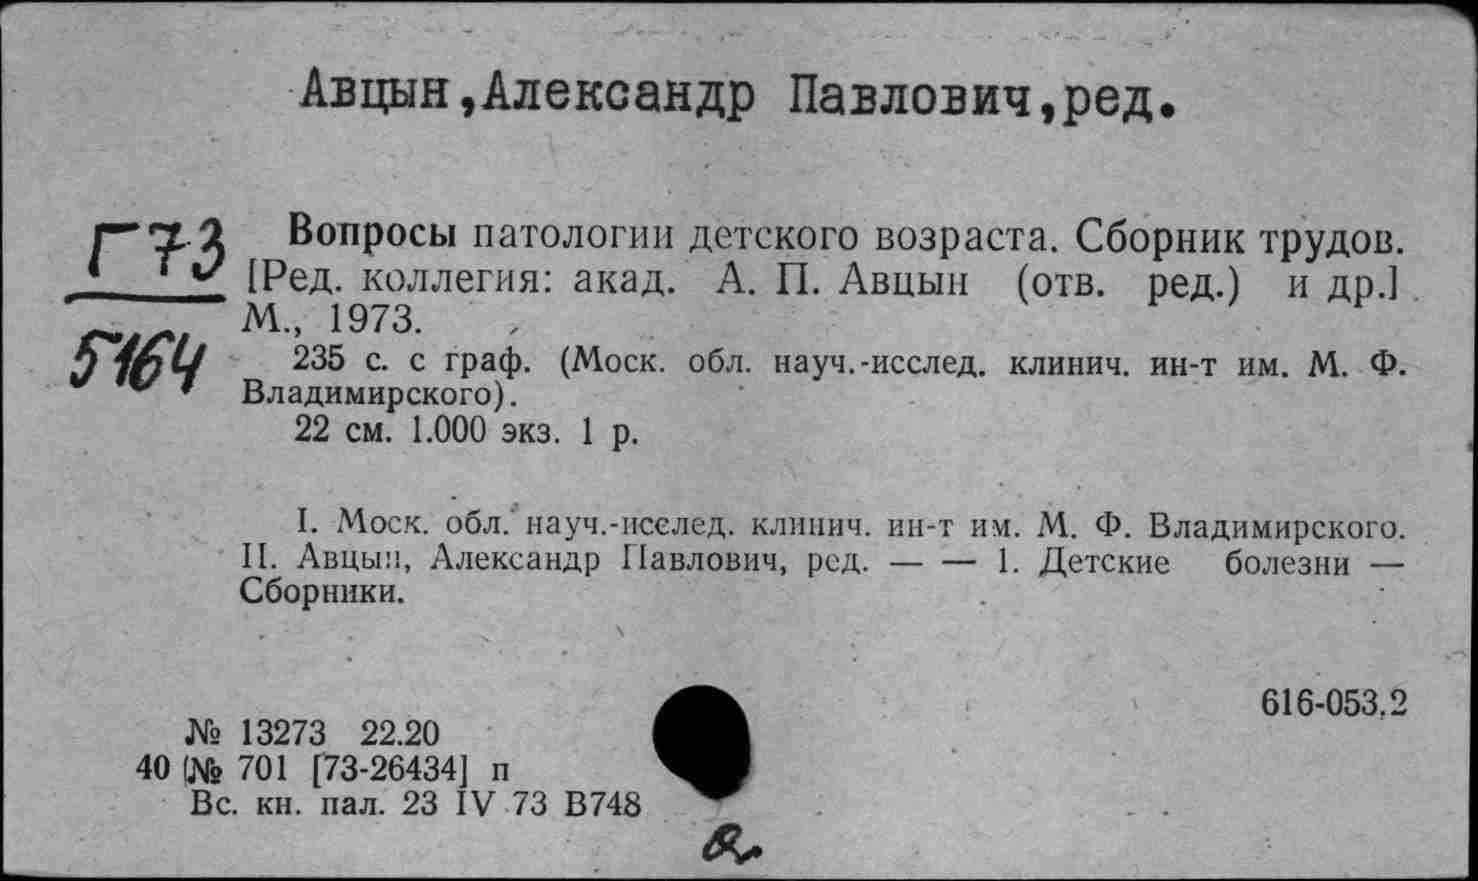 Авцын,Александр Павлович,ред.
Г73
5164
Вопросы патологии детского возраста. Сборник трудов.
[Ред. коллегия: акад. А. П. Авцын (отв. ред.) и др.]
М., 1973.
235 с. с граф. (Моск. обл. науч.-исслед. клинич. ин-т им. М. Ф.
Владимирского).
22 см. 1.000 экз. 1 р.
I. Моск. обл. науч.-исслед. клинич. ин-т им. М. Ф. Владимирского.
II. Авцын, Александр Павлович, ред. — — 1. Детские болезни —
Сборники.
616-053.2
№ 13273 22.20
40 [№ 701 [73-26434] п
Вс. кн. пал. 23 IV 73 В748